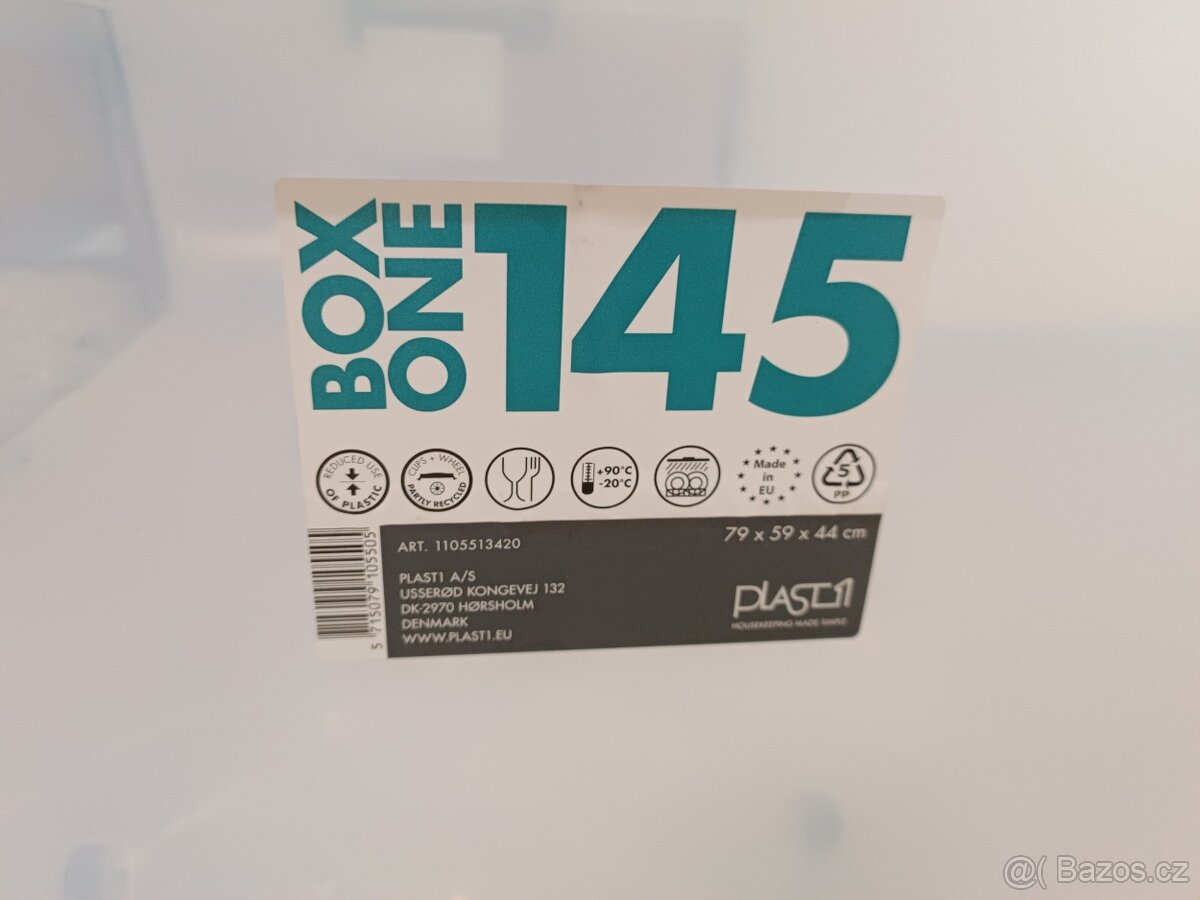 BOX
ONE
145
REDUCED USE
OF PLASTIC
CLIPS + WHEEL
PARTLY RECYCLED
+90°C
-20°C
Made
in
EU
5
PP
5 715079 105505
ART. 1105513420
79 x 59 x 44 cm
PLAST1 A/S
USSERØD KONGEVEJ 132
DK-2970 HØRSHOLM
DENMARK
WWW.PLAST1.EU
PLAST1
HOUSEKEEPING MADE SIMPLE
@( Bazos.cz